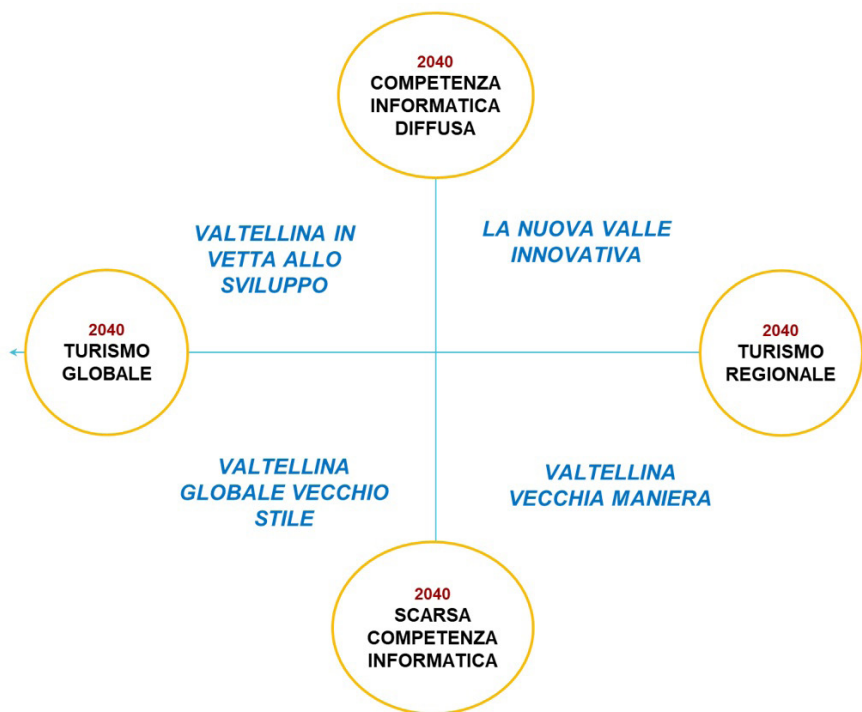 2040
COMPETENZA
INFORMATICA
DIFFUSA
VALTELLINA IN
VETTA ALLO
SVILUPPO
LA NUOVA VALLE
INNOVATIVA
2040
TURISMO
GLOBALE
2040
TURISMO
REGIONALE
VALTELLINA
GLOBALE VECCHIO
STILE
VALTELLINA
VECCHIA MANIERA
2040
SCARSA
COMPETENZA
INFORMATICA